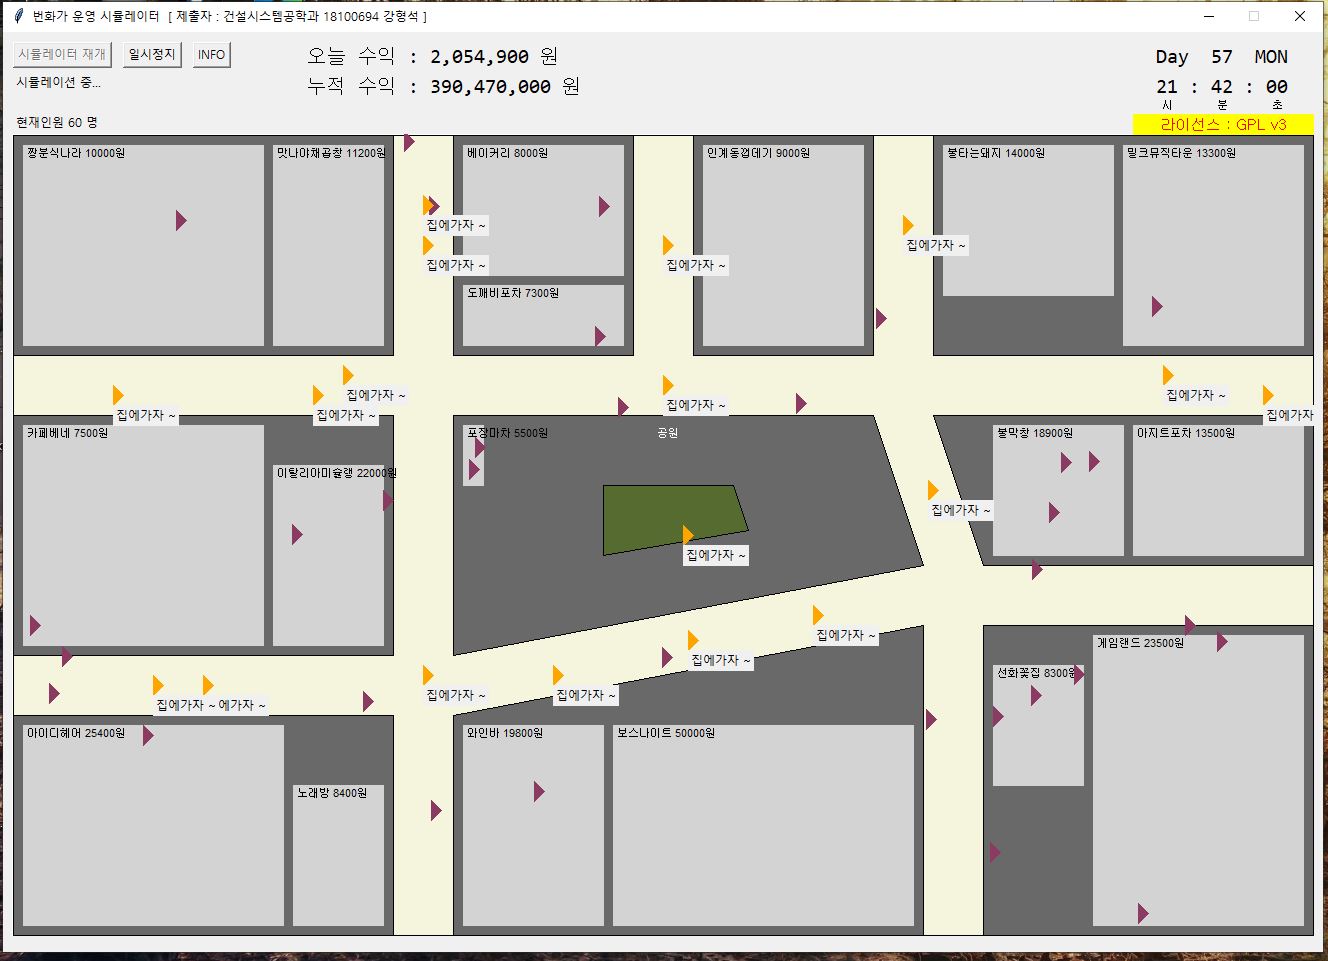 번화가 운영 시뮬레이터 [ 제출자 : 건설시스템공학과 18100694 강형석 ]
시뮬레이터 재개 일시정지 INFO
시뮬레이션 중...
오늘 수익 : 2,054,900 원
누적 수익 : 390,470,000 원
Day 57 MON
21 : 42 : 00
시 분 초
현재인원 60 명
라이선스 : GPL v3
짱분식나라 10000원
맛나야채곱창 11200원
베이커리 8000원
인계동껍데기 9000원
불타는돼지 14000원
밀크뮤직타운 13300원
집에가자 ~
집에가자 ~
집에가자 ~
집에가자 ~
도깨비포차 7300원
집에가자 ~
집에가자 ~
집에가자 ~
집에가자 ~
집에가자 ~
집에가자
카페베네 7500원
이탈리아미슐랭 22000원
포장마차 5500원
공원
불막창 18900원
아지트포차 13500원
집에가자 ~
집에가자 ~
집에가자 ~
집에가자 ~
게임랜드 23500원
선화꽃집 8300원
집에가자 ~
집에가자 ~
집에가자 ~ 에가자 ~
아이디헤어 25400원
노래방 8400원
와인바 19800원
보스나이트 50000원